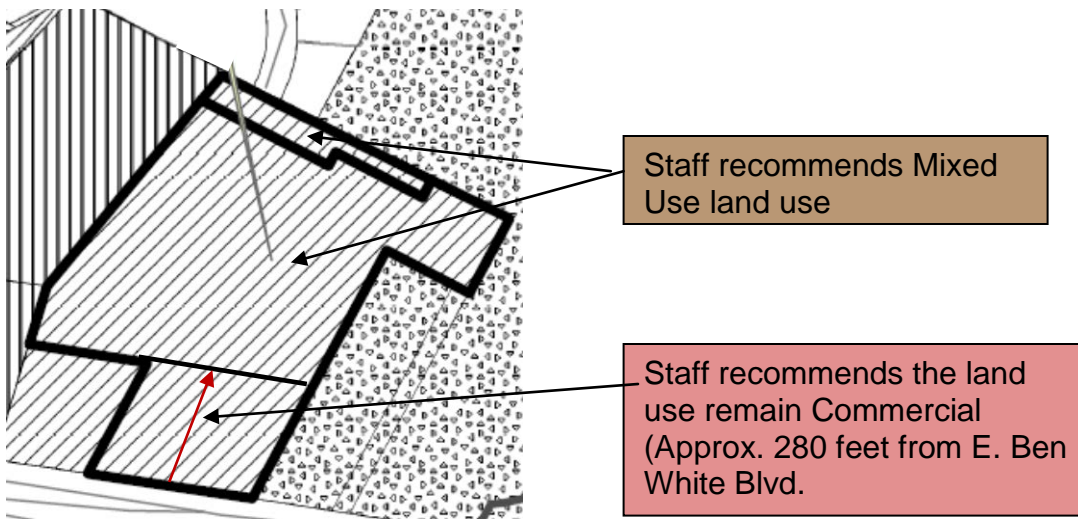 Staff recommends Mixed
Use land use
Staff recommends the land
use remain Commercial
(Approx. 280 feet from E. Ben
White Blvd.